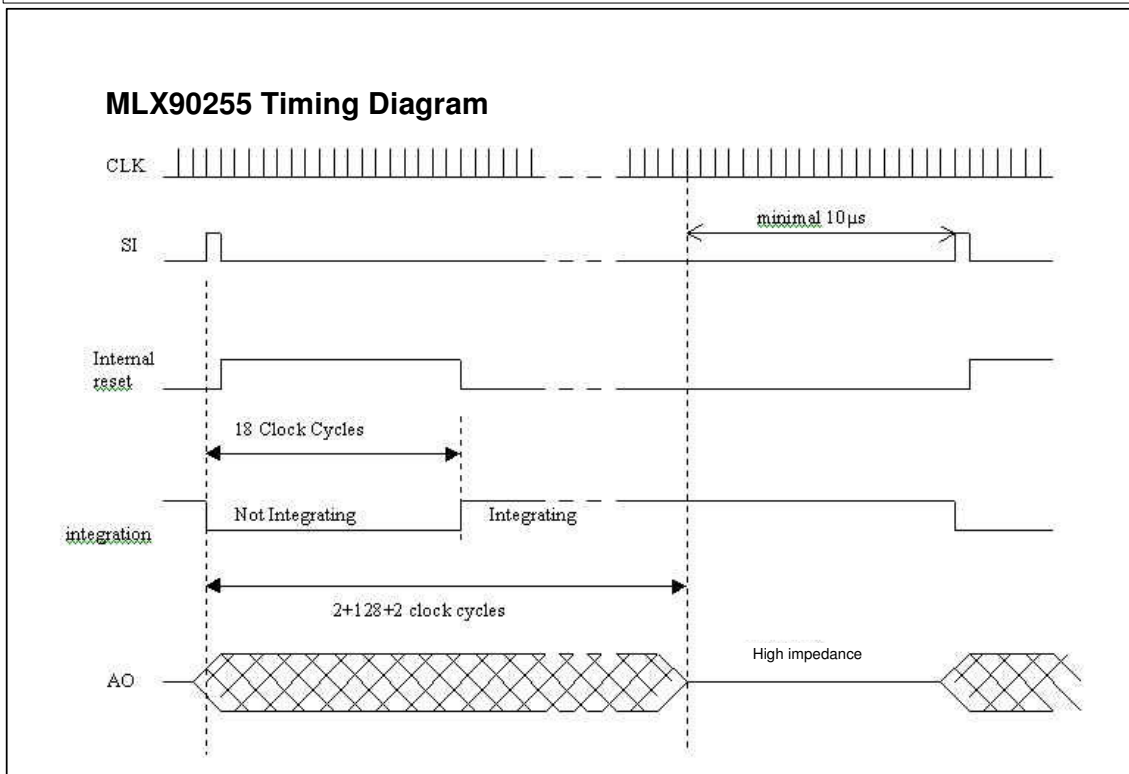 MLX90255 Timing Diagram
CLK
minimal 10µs
SI
Internal
reset
18 Clock Cycles
Not Integrating
Integrating
integration
2+128+2 clock cycles
High impedance
AO